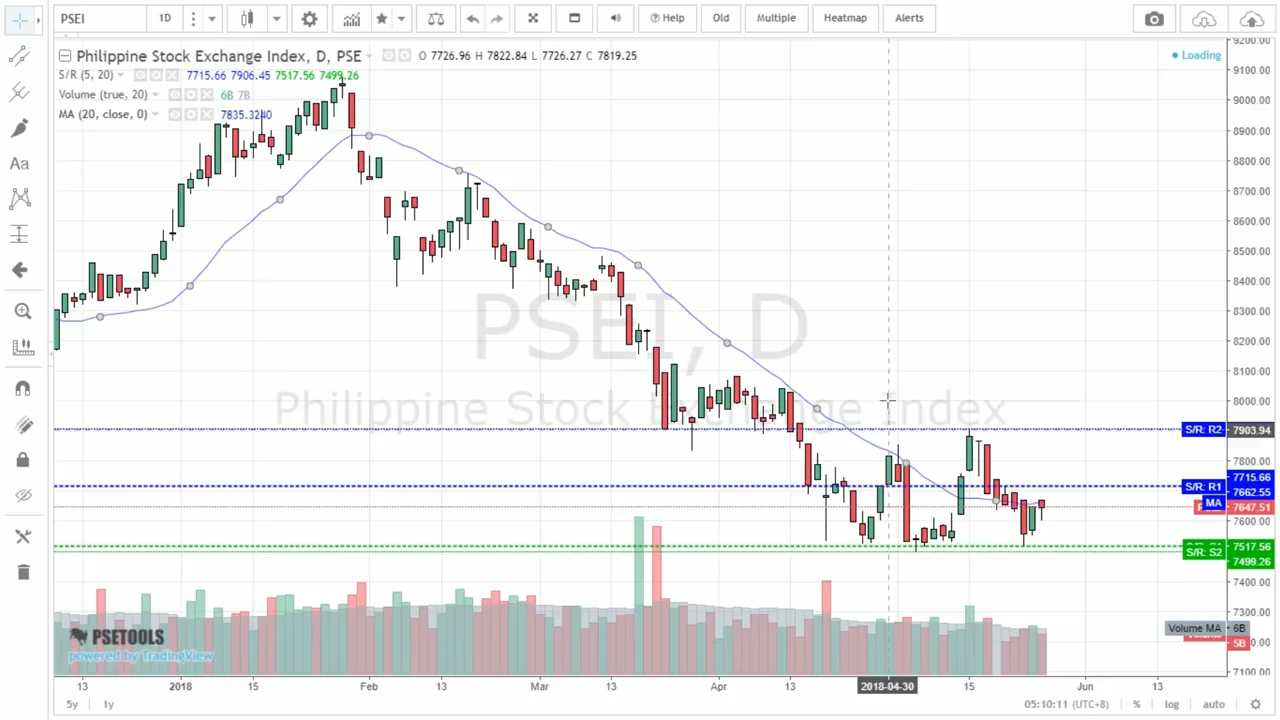 PSEI 1D Help Old Multiple Heatmap Alerts
Philippine Stock Exchange Index, D, PSE O 7726.96 H 7822.84 L 7726.27 C 7819.25
Loading
S/R (5, 20) 7715.66 7906.45 7517.56 7499.26
Volume (true, 20) 6B 7B
MA (20, close, 0) 7835.3240
9200.00
9100.00
9000.00
8900.00
8800.00
8700.00
8600.00
8500.00
8400.00
8300.00
8200.00
8100.00
8000.00
PSEI, D
Philippine Stock Exchange Index
S/R: R2 7903.94
7800.00
7715.66
S/R: R1 7662.55
MA 7647.51
7600.00
7517.56
S/R: S2 7499.26
7400.00
7300.00
Volume MA 6B
5B
7100.00
PSETOOLS
powered by TradingView
13 2018 15 Feb 13 Mar 13 Apr 13 2018-04-30 15 Jun 13
5y 1y 05:10:11 (UTC+8) % log auto